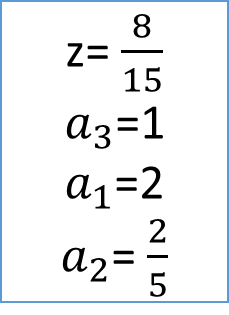 z= 8/15
a₃=1
a₁=2
a₂= 2/5